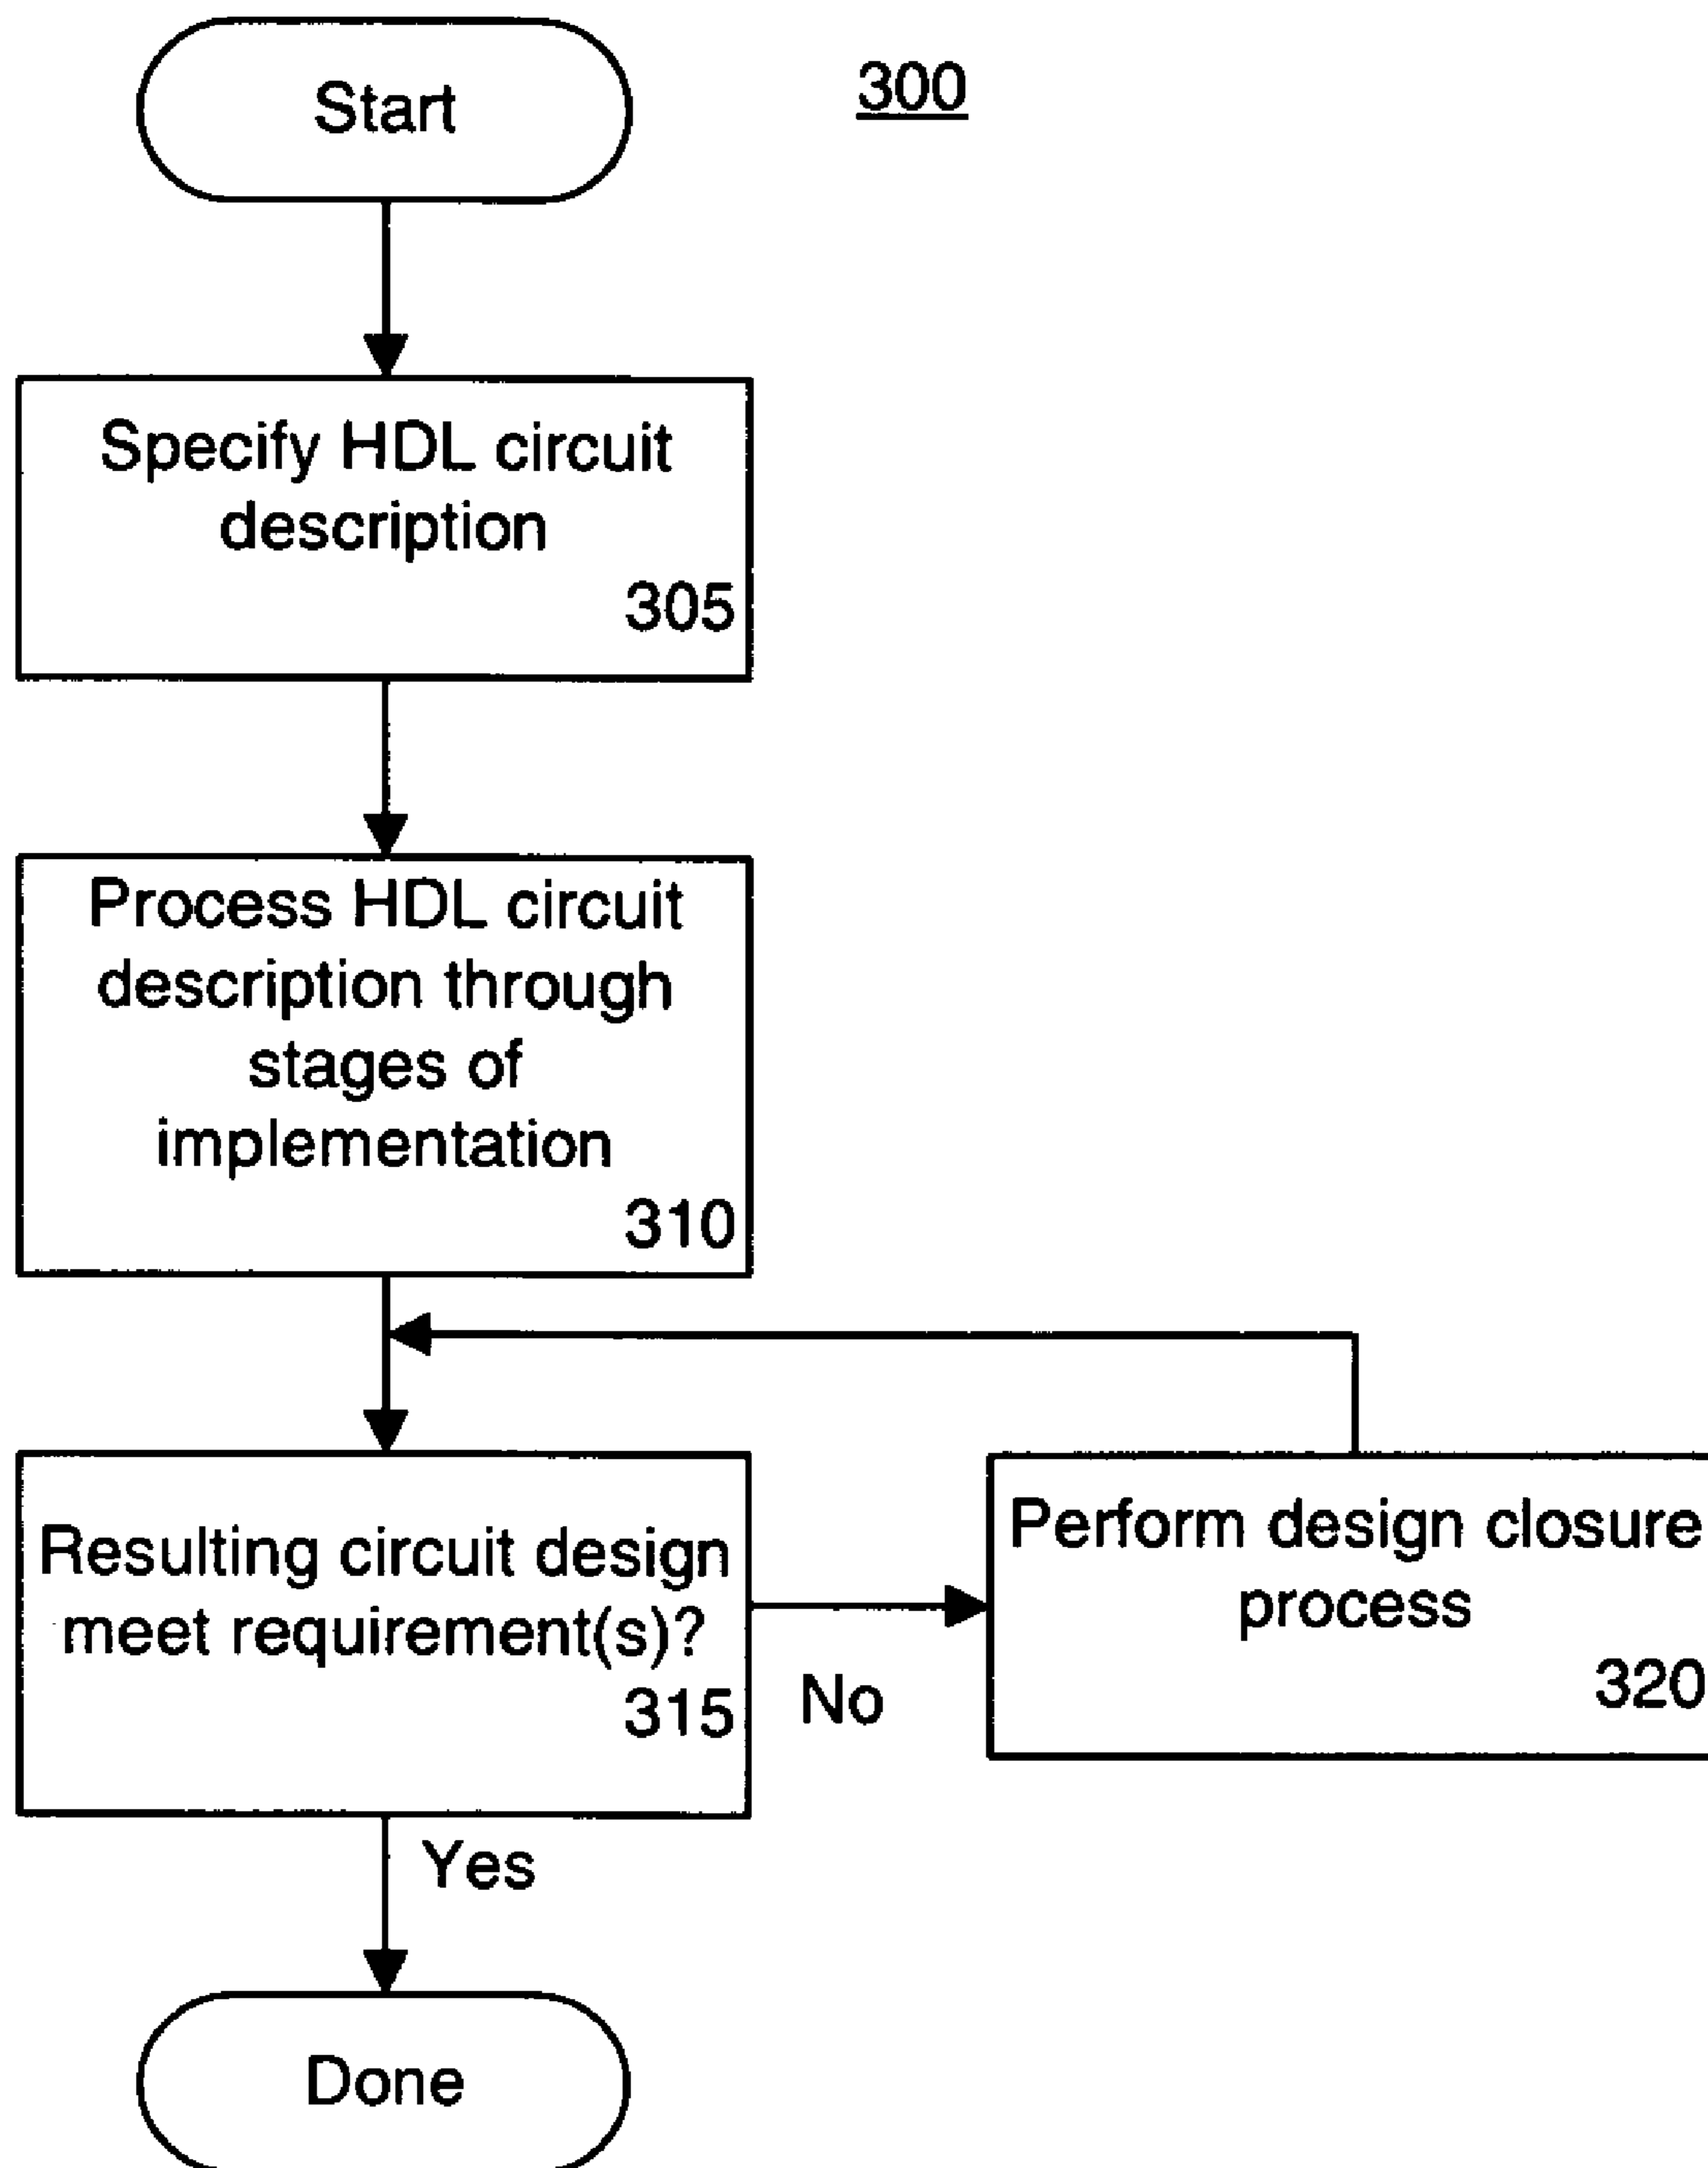 Start
300
Specify HDL circuit
description
305
Process HDL circuit
description through
stages of
implementation
310
Resulting circuit design
meet requirement(s)?
315
No
Perform design closure
process
320
Yes
Done